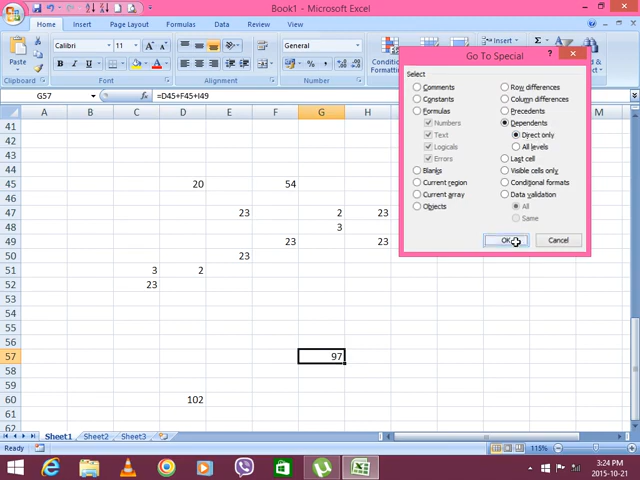 Book1 - Microsoft Excel
Home Insert Page Layout Formulas Data Review View
Paste Calibri 11 General Insert
Clipboard Font Alignment Number
G57 =D45+F45+I49
A B C D E F G H M
41
42
43
44
45 20 54
46
47 23 2 23
48 3
49 23 23
50 23
51 3 2
52 23
53
54
55
56
57 97
58
59
60 102
61
62
Go To Special
Select
Comments Row differences
Constants Column differences
Formulas Precedents
Numbers Dependents
Text Direct only
Logicals All levels
Errors Last cell
Blanks Visible cells only
Current region Conditional formats
Current array Data validation
Objects All
Same
OK Cancel
Sheet1 Sheet2 Sheet3
Ready 115%
3:24 PM
2015-10-21